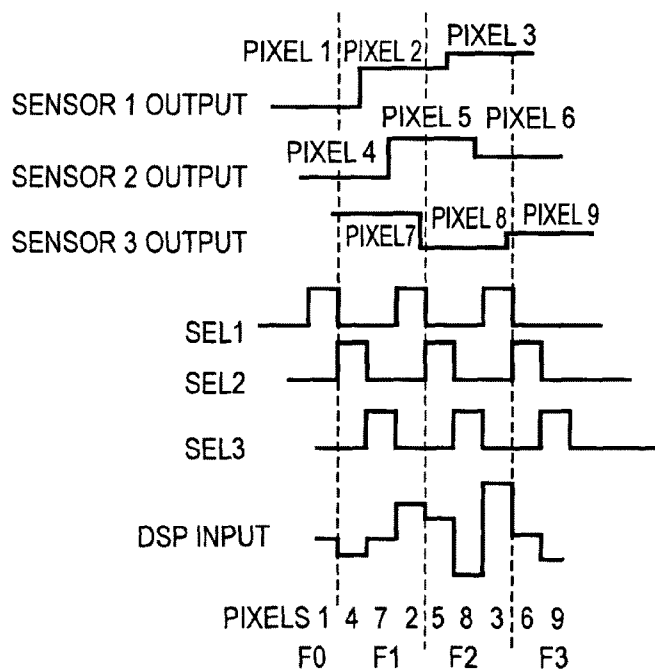 PIXEL 1 PIXEL 2 PIXEL 3
SENSOR 1 OUTPUT
PIXEL 4 PIXEL 5 PIXEL 6
SENSOR 2 OUTPUT
PIXEL7 PIXEL 8 PIXEL 9
SENSOR 3 OUTPUT
SEL1
SEL2
SEL3
DSP INPUT
PIXELS 1 4 7 2 5 8 3 6 9
F0 F1 F2 F3